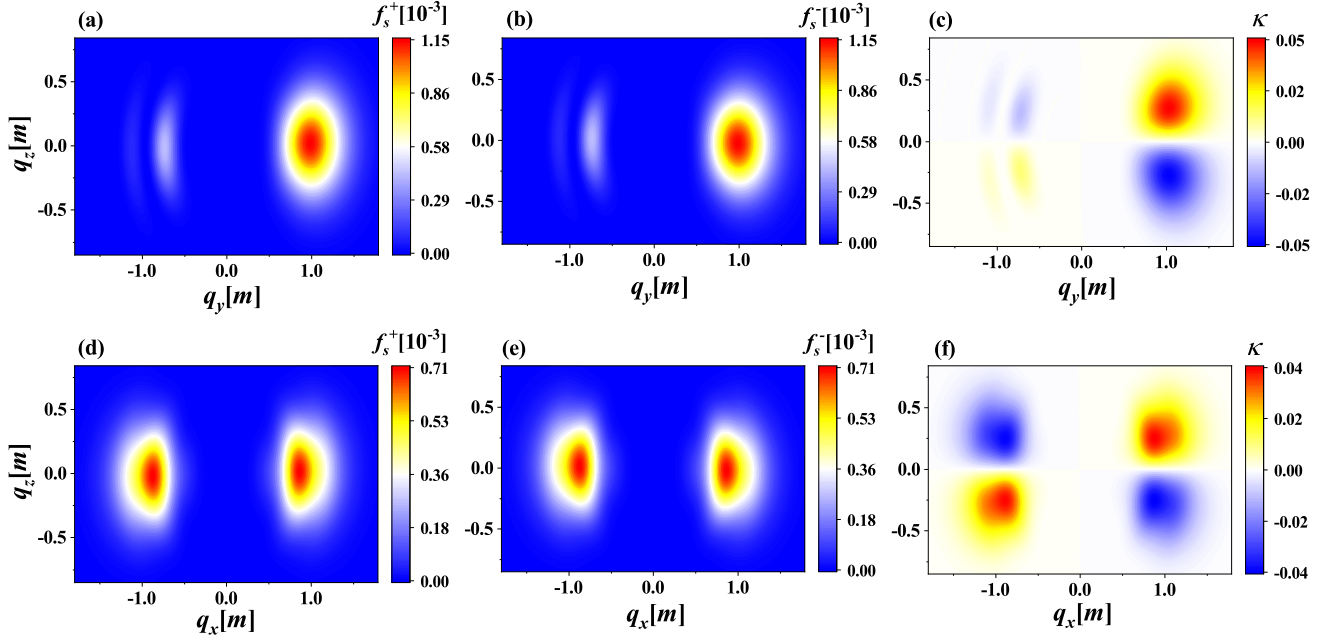 (a) fₛ⁺[10⁻³] (b) fₛ⁻[10⁻³] (c) κ
1.15 1.15 0.05
0.5 0.5 0.5
0.86 0.86 0.02
q_z[m] 0.0 0.58 0.0 0.58 0.0 0.00
0.29 0.29 -0.02
-0.5 -0.5 -0.5
0.00 0.00 -0.05
-1.0 0.0 1.0 -1.0 0.0 1.0 -1.0 0.0 1.0
q_y[m] q_y[m] q_y[m]
(d) fₛ⁺[10⁻³] (e) fₛ⁻[10⁻³] (f) κ
0.71 0.71 0.04
0.5 0.53 0.5 0.53 0.5 0.02
q_z[m] 0.0 0.36 0.0 0.36 0.0 0.00
-0.5 0.18 -0.5 0.18 -0.5 -0.02
0.00 0.00 -0.04
-1.0 0.0 1.0 -1.0 0.0 1.0 -1.0 0.0 1.0
q_x[m] q_x[m] q_x[m]